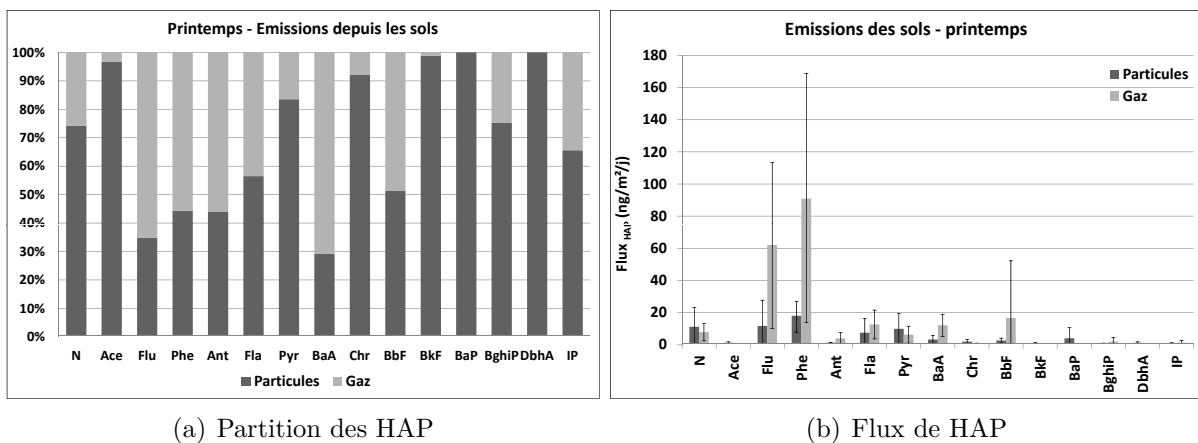 Printemps - Emissions depuis les sols
100%
90%
80%
70%
60%
50%
40%
30%
20%
10%
0%
N Ace Flu Phe Ant Fla Pyr BaA Chr BbF BkF BaP BghiP DbhA IP
Particules Gaz
(a) Partition des HAP
Emissions des sols - printemps
Flux HAP (ng/m²/j)
180
160
140
120
100
80
60
40
20
0
Particules
Gaz
N Ace Flu Phe Ant Fla Pyr BaA Chr BbF BkF BaP BghiP DbhA IP
(b) Flux de HAP